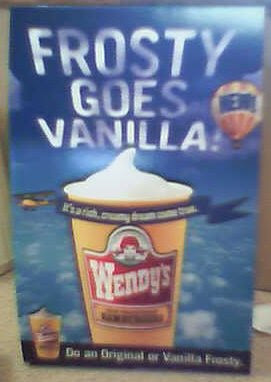 FROSTY
GOES
VANILLA!
It's a rich, creamy dream come true.
WENDY'S
Do an Original or Vanilla Frosty.